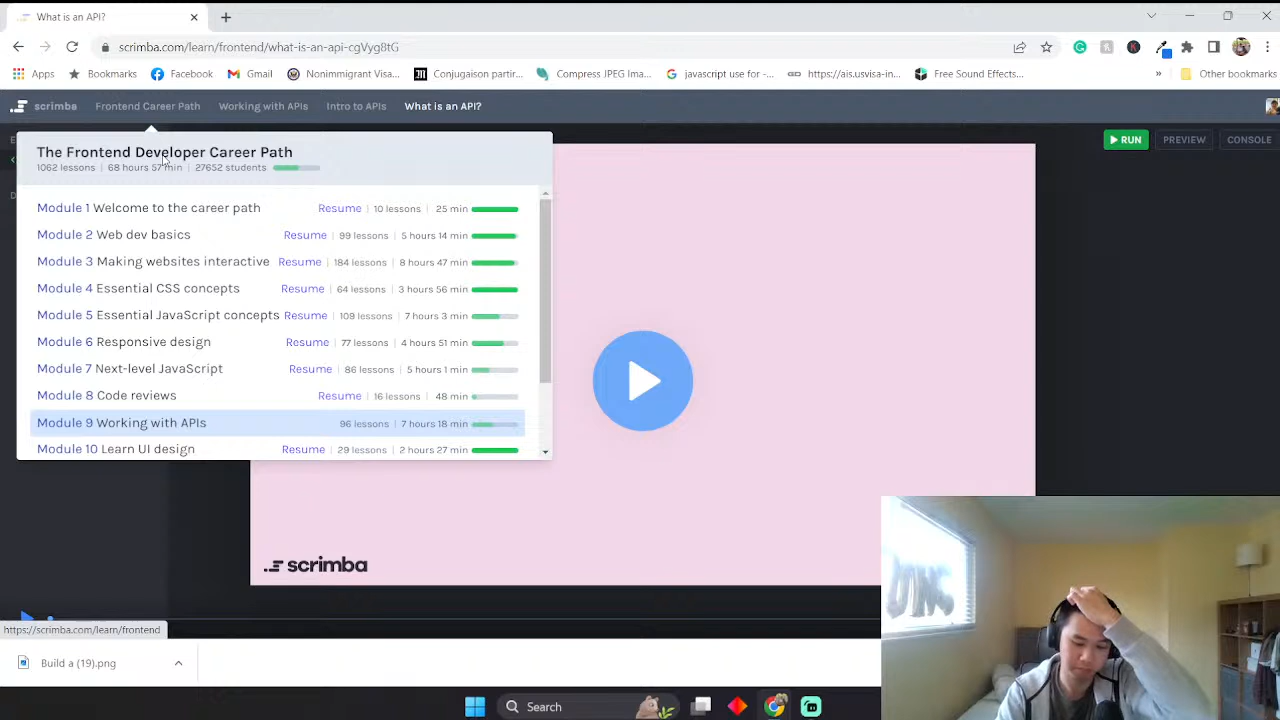 What is an API?
scrimba.com/learn/frontend/what-is-an-api-cgVyg8tG
Apps
Bookmarks
Facebook
Gmail
Nonimmigrant Visa...
Conjugaison partir...
Compress JPEG Ima...
javascript use for -...
https://ais.usvisa-in...
Free Sound Effects...
»
Other bookmarks
scrimba
Frontend Career Path
Working with APIs
Intro to APIs
What is an API?
RUN
PREVIEW
CONSOLE
The Frontend Developer Career Path
1062 lessons | 68 hours 57 min | 27652 students
Module 1 Welcome to the career path Resume | 10 lessons | 25 min
Module 2 Web dev basics Resume | 99 lessons | 5 hours 14 min
Module 3 Making websites interactive Resume | 184 lessons | 8 hours 47 min
Module 4 Essential CSS concepts Resume | 64 lessons | 3 hours 56 min
Module 5 Essential JavaScript concepts Resume | 109 lessons | 7 hours 3 min
Module 6 Responsive design Resume | 77 lessons | 4 hours 51 min
Module 7 Next-level JavaScript Resume | 86 lessons | 5 hours 1 min
Module 8 Code reviews Resume | 16 lessons | 48 min
Module 9 Working with APIs 96 lessons | 7 hours 18 min
Module 10 Learn UI design Resume | 29 lessons | 2 hours 27 min
scrimba
https://scrimba.com/learn/frontend
Build a (19).png
Search